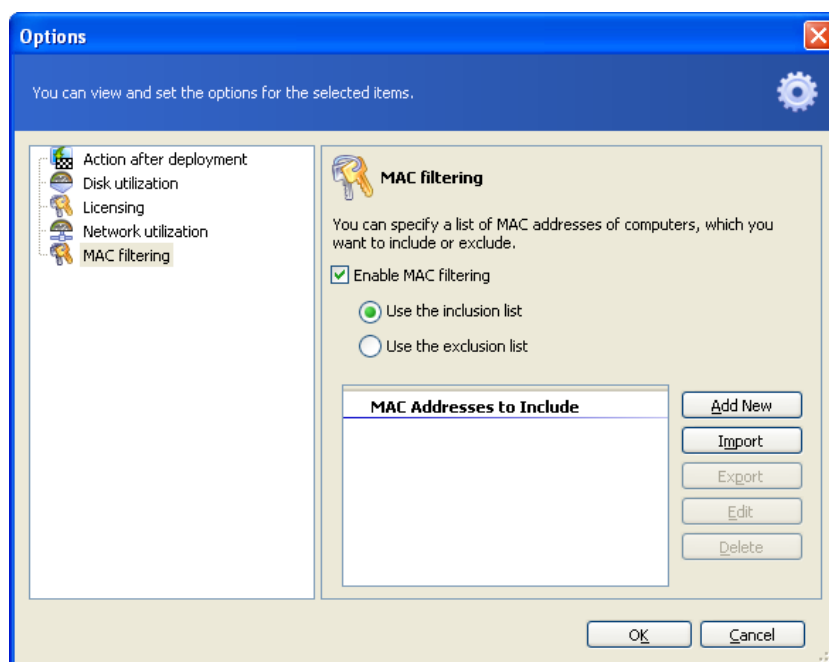 Options
You can view and set the options for the selected items.
Action after deployment
Disk utilization
Licensing
Network utilization
MAC filtering
MAC filtering
You can specify a list of MAC addresses of computers, which you
want to include or exclude.
Enable MAC filtering
Use the inclusion list
Use the exclusion list
MAC Addresses to Include
Add New
Import
Export
Edit
Delete
OK
Cancel